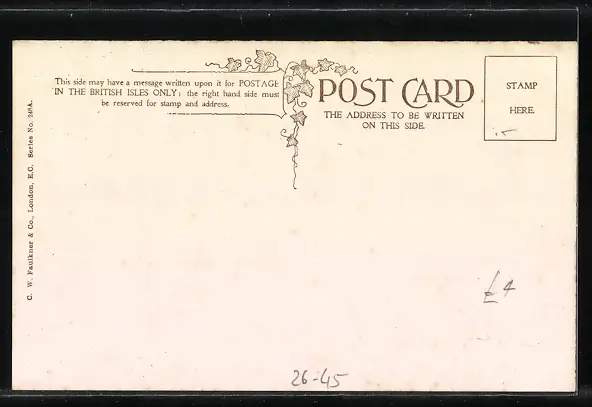 This side may have a message written upon it for POSTAGE
IN THE BRITISH ISLES ONLY; the right hand side must
be reserved for stamp and address.
POST CARD
THE ADDRESS TO BE WRITTEN
ON THIS SIDE.
STAMP
HERE.
C. W. Faulkner & Co., London, E.C. Series No. 248A.
£4
26-45